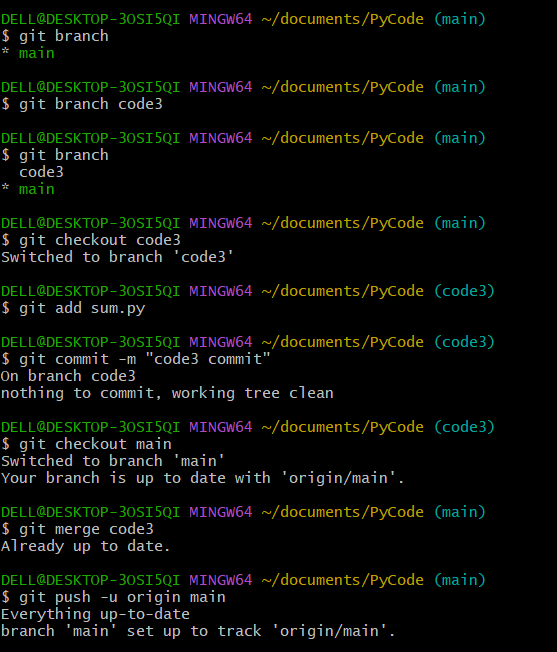 DELL@DESKTOP-3OSI5QI MINGW64 ~/documents/PyCode (main)
$ git branch
* main
DELL@DESKTOP-3OSI5QI MINGW64 ~/documents/PyCode (main)
$ git branch code3
DELL@DESKTOP-3OSI5QI MINGW64 ~/documents/PyCode (main)
$ git branch
  code3
* main
DELL@DESKTOP-3OSI5QI MINGW64 ~/documents/PyCode (main)
$ git checkout code3
Switched to branch 'code3'
DELL@DESKTOP-3OSI5QI MINGW64 ~/documents/PyCode (code3)
$ git add sum.py
DELL@DESKTOP-3OSI5QI MINGW64 ~/documents/PyCode (code3)
$ git commit -m "code3 commit"
On branch code3
nothing to commit, working tree clean
DELL@DESKTOP-3OSI5QI MINGW64 ~/documents/PyCode (code3)
$ git checkout main
Switched to branch 'main'
Your branch is up to date with 'origin/main'.
DELL@DESKTOP-3OSI5QI MINGW64 ~/documents/PyCode (main)
$ git merge code3
Already up to date.
DELL@DESKTOP-3OSI5QI MINGW64 ~/documents/PyCode (main)
$ git push -u origin main
Everything up-to-date
branch 'main' set up to track 'origin/main'.